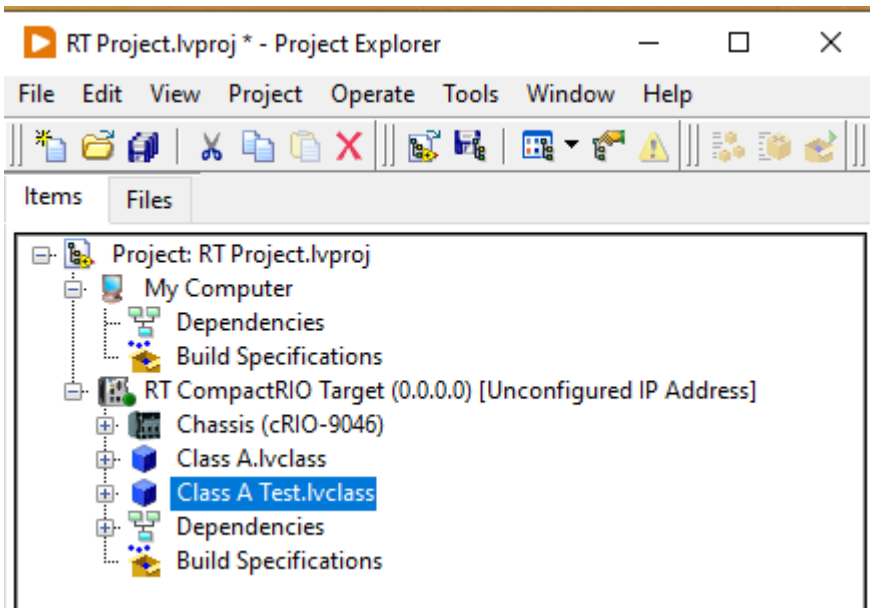 RT Project.lvproj * - Project Explorer
File Edit View Project Operate Tools Window Help
Items Files
Project: RT Project.lvproj
My Computer
Dependencies
Build Specifications
RT CompactRIO Target (0.0.0.0) [Unconfigured IP Address]
Chassis (cRIO-9046)
Class A.lvclass
Class A Test.lvclass
Dependencies
Build Specifications